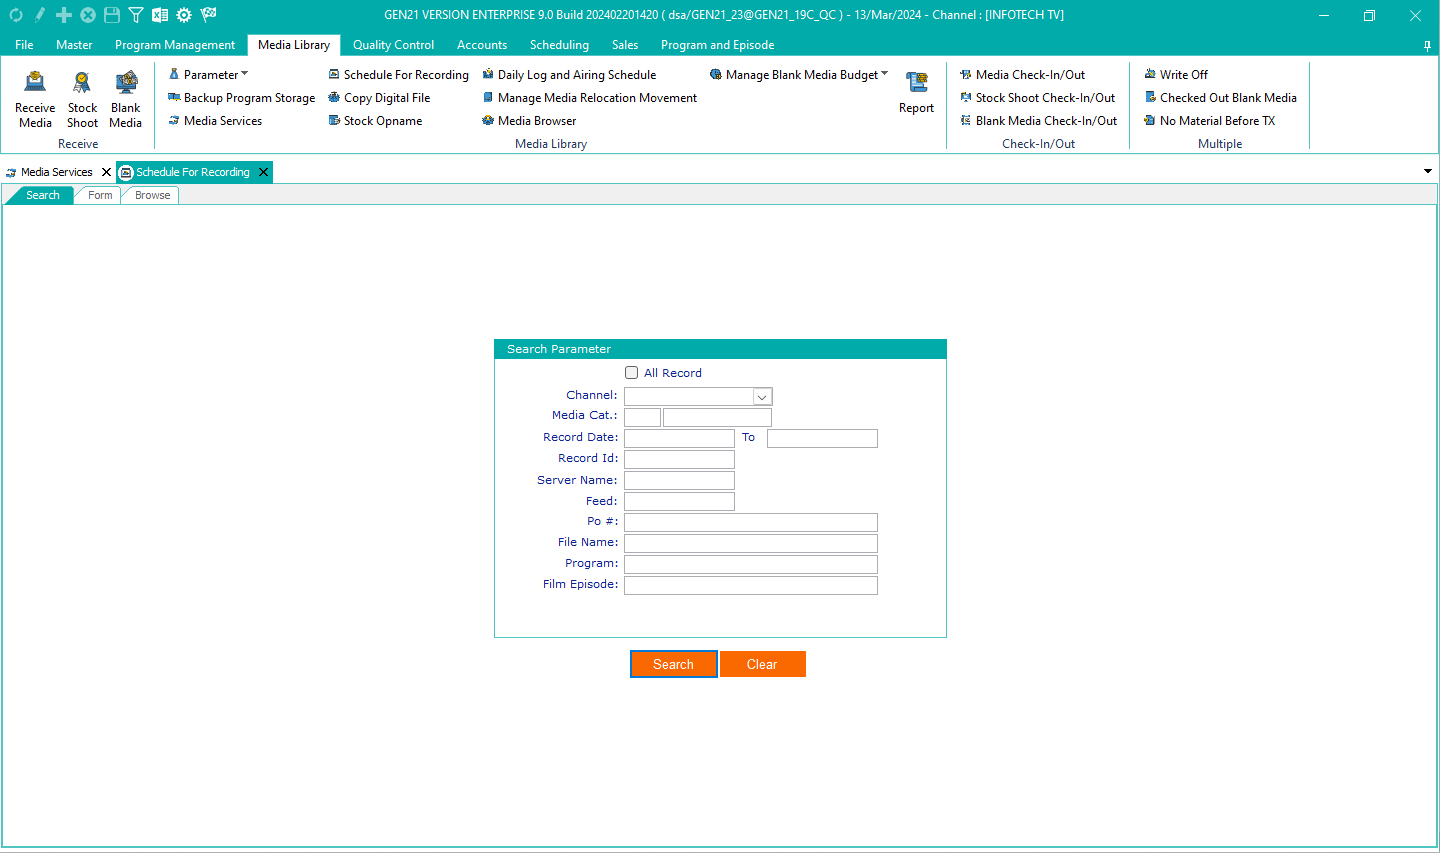 GEN21 VERSION ENTERPRISE 9.0 Build 202402201420 ( dsa/GEN21_23@GEN21_19C_QC ) - 13/Mar/2024 - Channel : [INFOTECH TV]
File Master Program Management Media Library Quality Control Accounts Scheduling Sales Program and Episode
Receive Media
Stock Shoot
Blank Media
Receive
Parameter
Backup Program Storage
Media Services
Schedule For Recording
Copy Digital File
Stock Opname
Daily Log and Airing Schedule
Manage Media Relocation Movement
Media Browser
Manage Blank Media Budget
Report
Media Library
Media Check-In/Out
Stock Shoot Check-In/Out
Blank Media Check-In/Out
Check-In/Out
Write Off
Checked Out Blank Media
No Material Before TX
Multiple
Media Services Schedule For Recording
Search Form Browse
Search Parameter
All Record
Channel:
Media Cat.:
Record Date: To
Record Id:
Server Name:
Feed:
Po #:
File Name:
Program:
Film Episode:
Search Clear